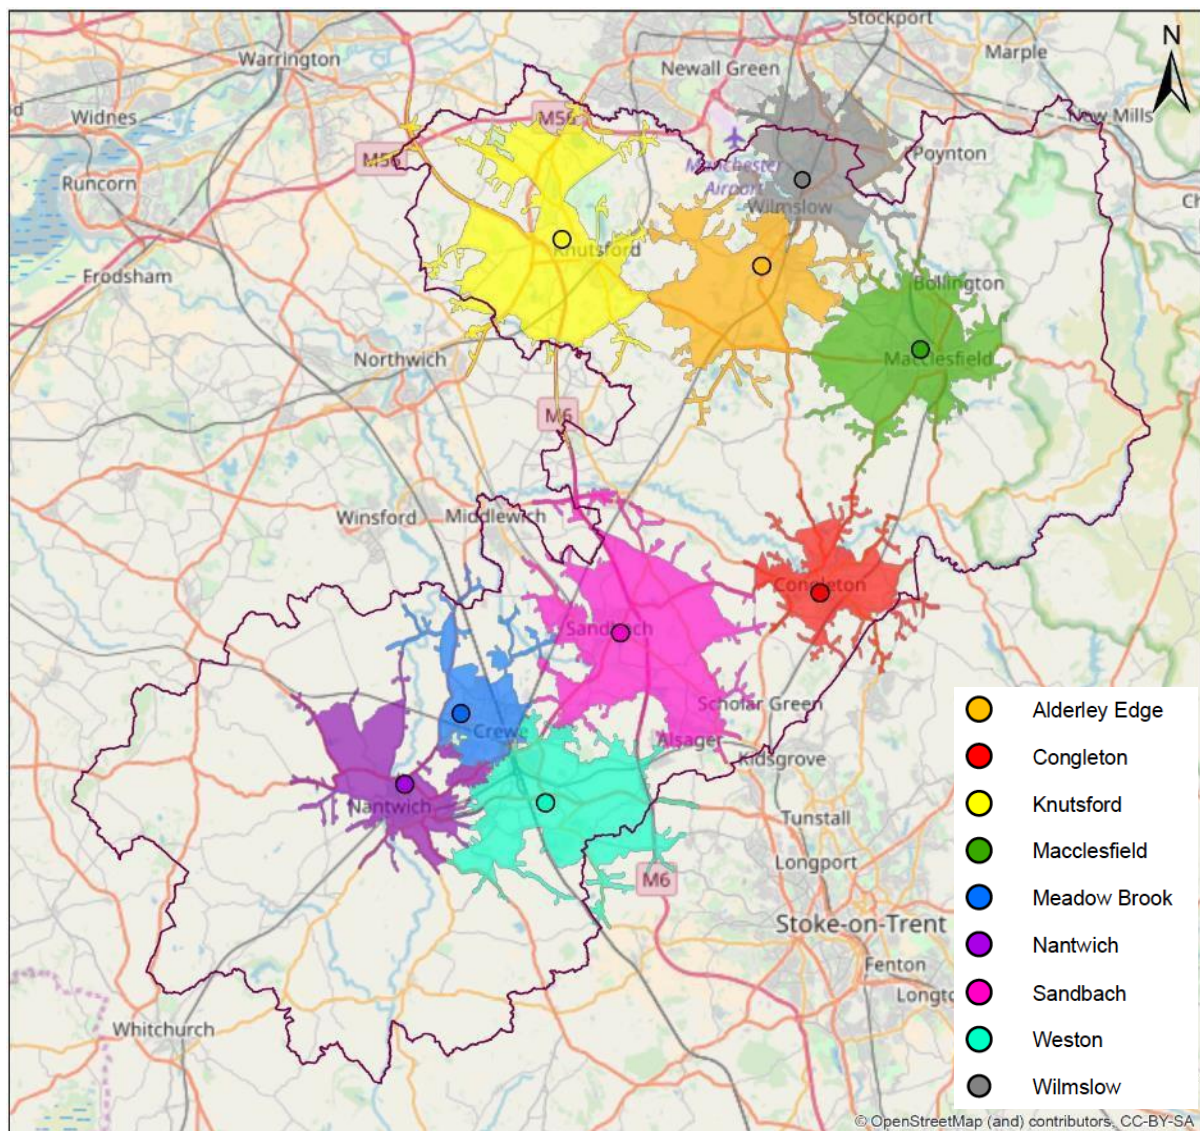 Stockport
Warrington
Marple
Newall Green
N
Widnes
M56
New Mills
M56
Poynton
Manchester
Airport
Runcorn
Wilmslow
Knutsford
Frodsham
Bollington
Northwich
Macclesfield
M6
Winsford
Middlewich
Congleton
Sandbach
Scholar Green
Crewe
Alsager
Kidsgrove
Nantwich
Tunstall
Longport
M6
Stoke-on-Trent
Fenton
Longto
Whitchurch
Alderley Edge
Congleton
Knutsford
Macclesfield
Meadow Brook
Nantwich
Sandbach
Weston
Wilmslow
© OpenStreetMap (and) contributors, CC-BY-SA